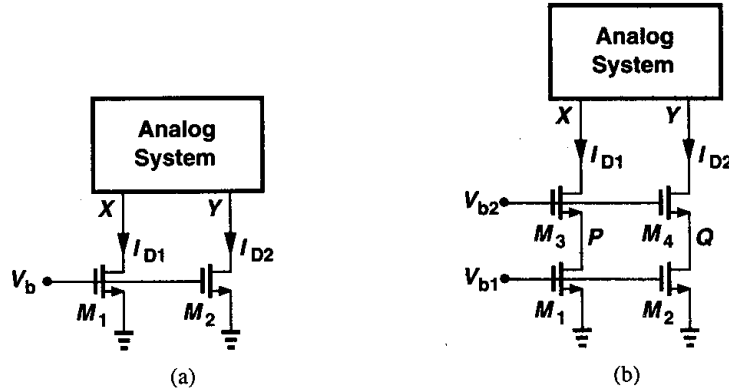 Analog
System
X Y
I_D1 I_D2
V_b
M_1 M_2
(a)
Analog
System
X Y
I_D1 I_D2
V_b2
M_3 P M_4 Q
V_b1
M_1 M_2
(b)